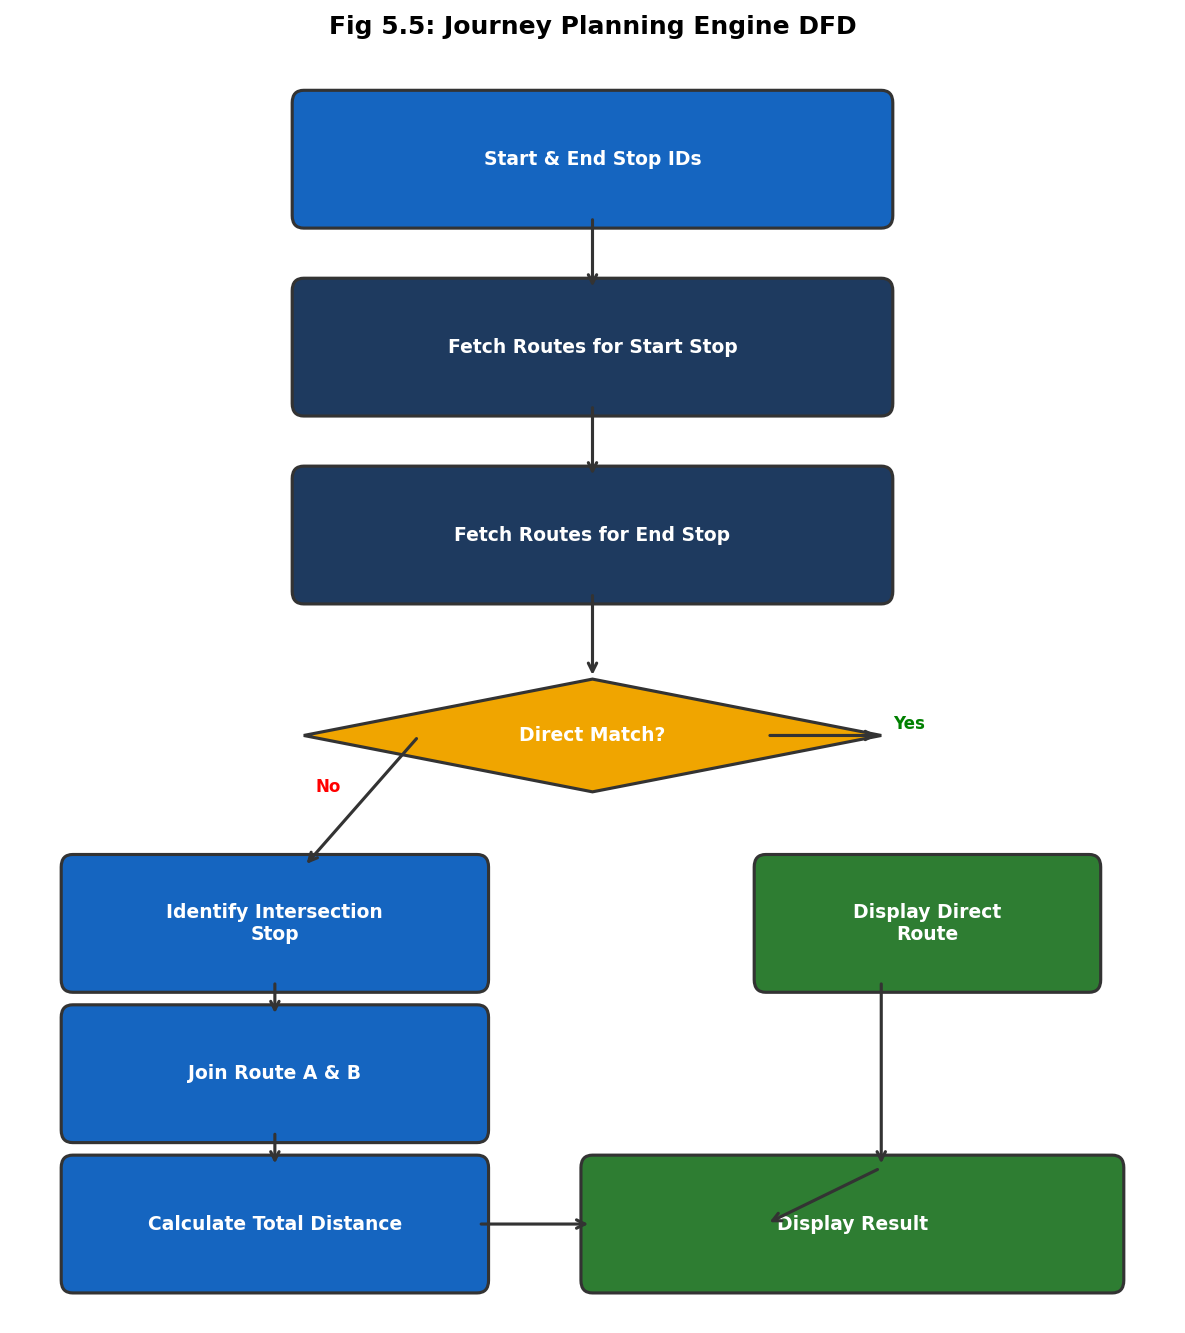 Fig 5.5: Journey Planning Engine DFD
Start & End Stop IDs
Fetch Routes for Start Stop
Fetch Routes for End Stop
Direct Match?
Yes
No
Identify Intersection
Stop
Display Direct
Route
Join Route A & B
Calculate Total Distance
Display Result